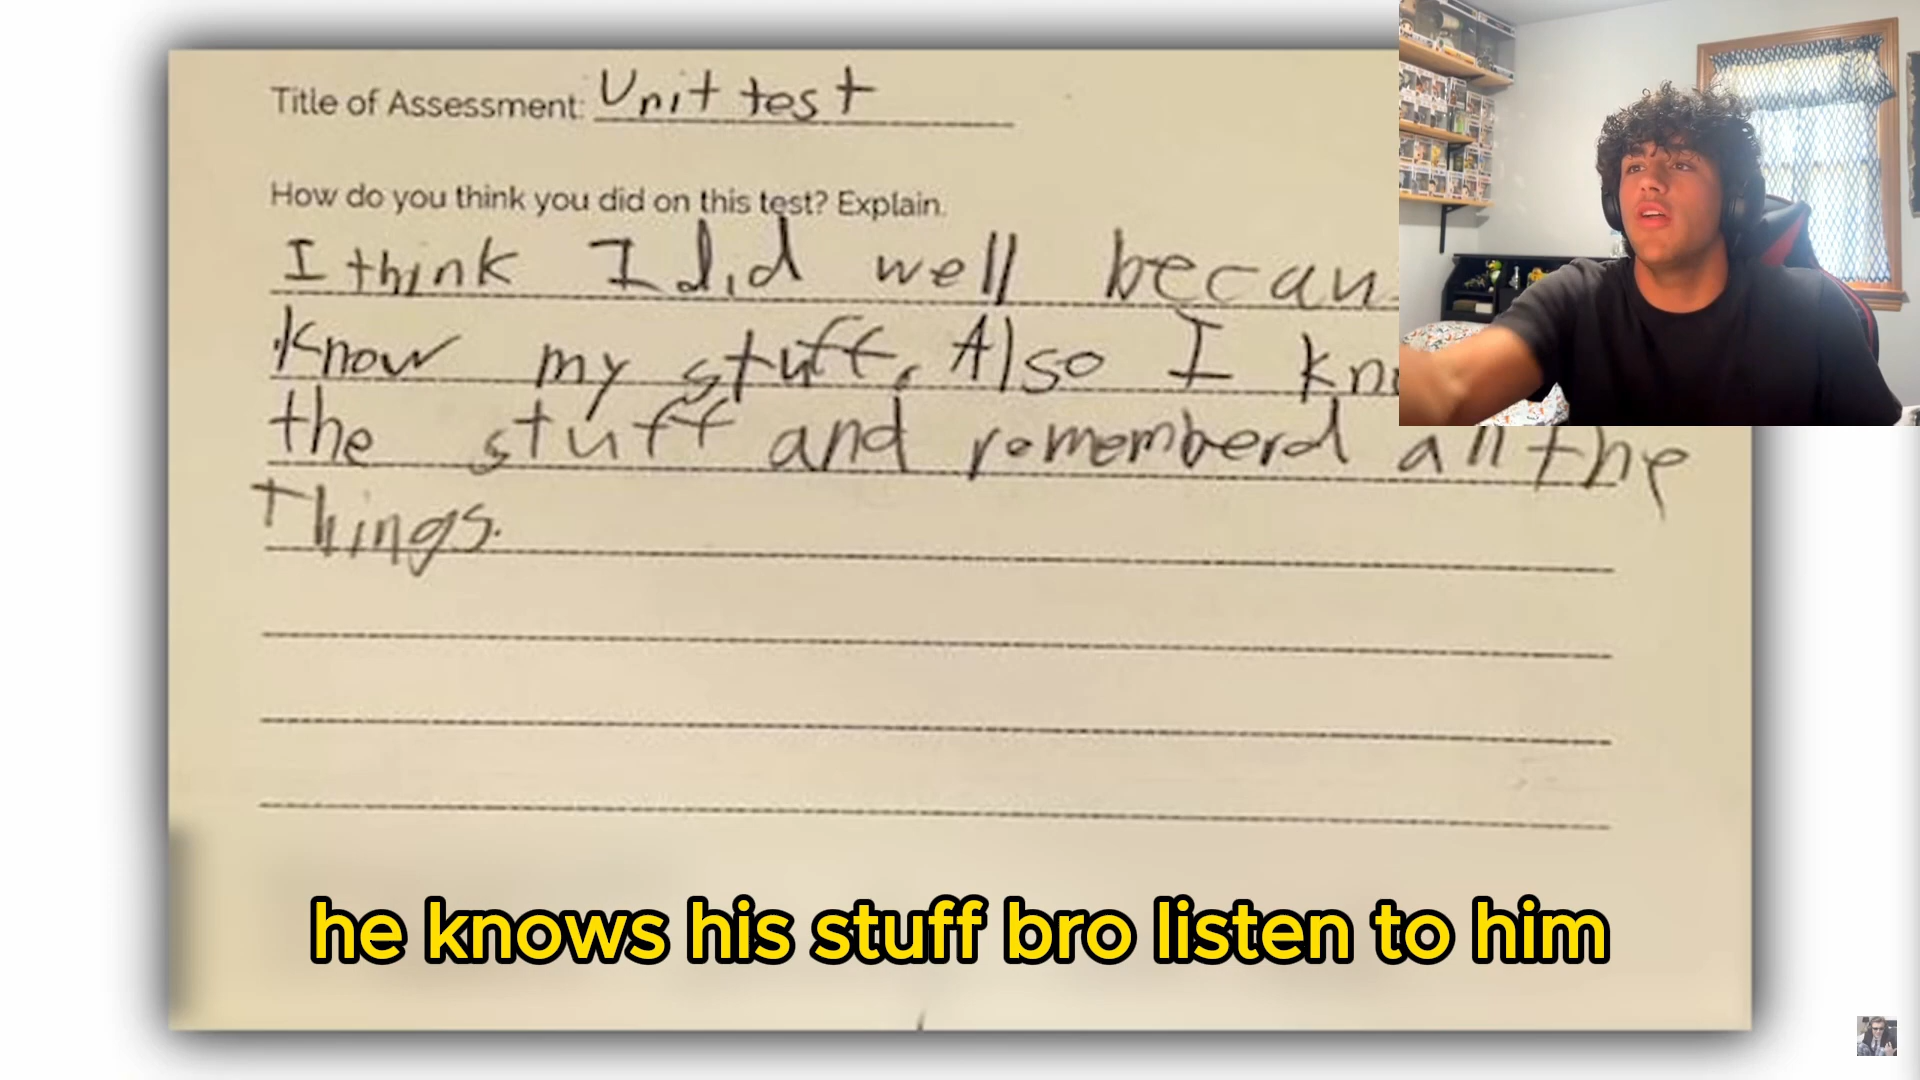 Title of Assessment: Unit test
How do you think you did on this test? Explain.
I think I did well becau
know my stuff. Also I kn
the stuff and rememberd all the
things.
he knows his stuff bro listen to him